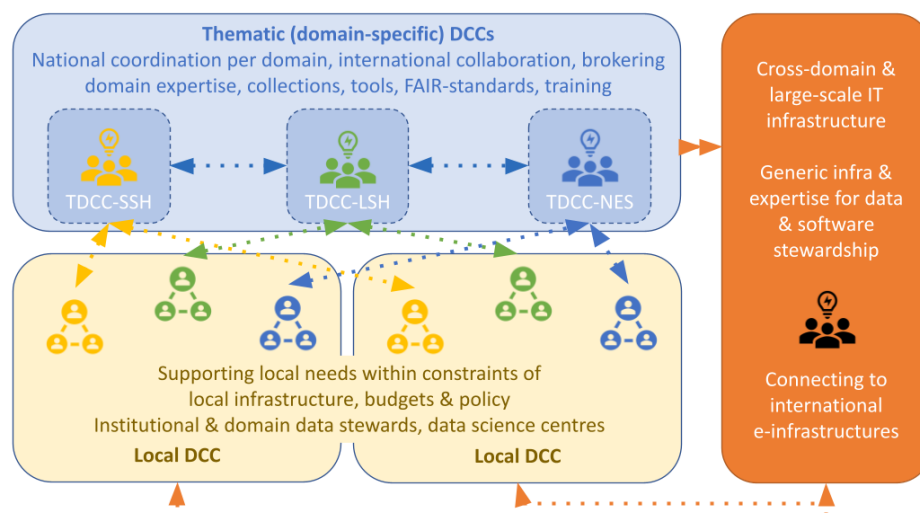 Thematic (domain-specific) DCCs
National coordination per domain, international collaboration, brokering
domain expertise, collections, tools, FAIR-standards, training
TDCC-SSH
TDCC-LSH
TDCC-NES
Supporting local needs within constraints of
local infrastructure, budgets & policy
Institutional & domain data stewards, data science centres
Local DCC
Local DCC
Cross-domain &
large-scale IT
infrastructure
Generic infra &
expertise for data
& software
stewardship
Connecting to
international
e-infrastructures